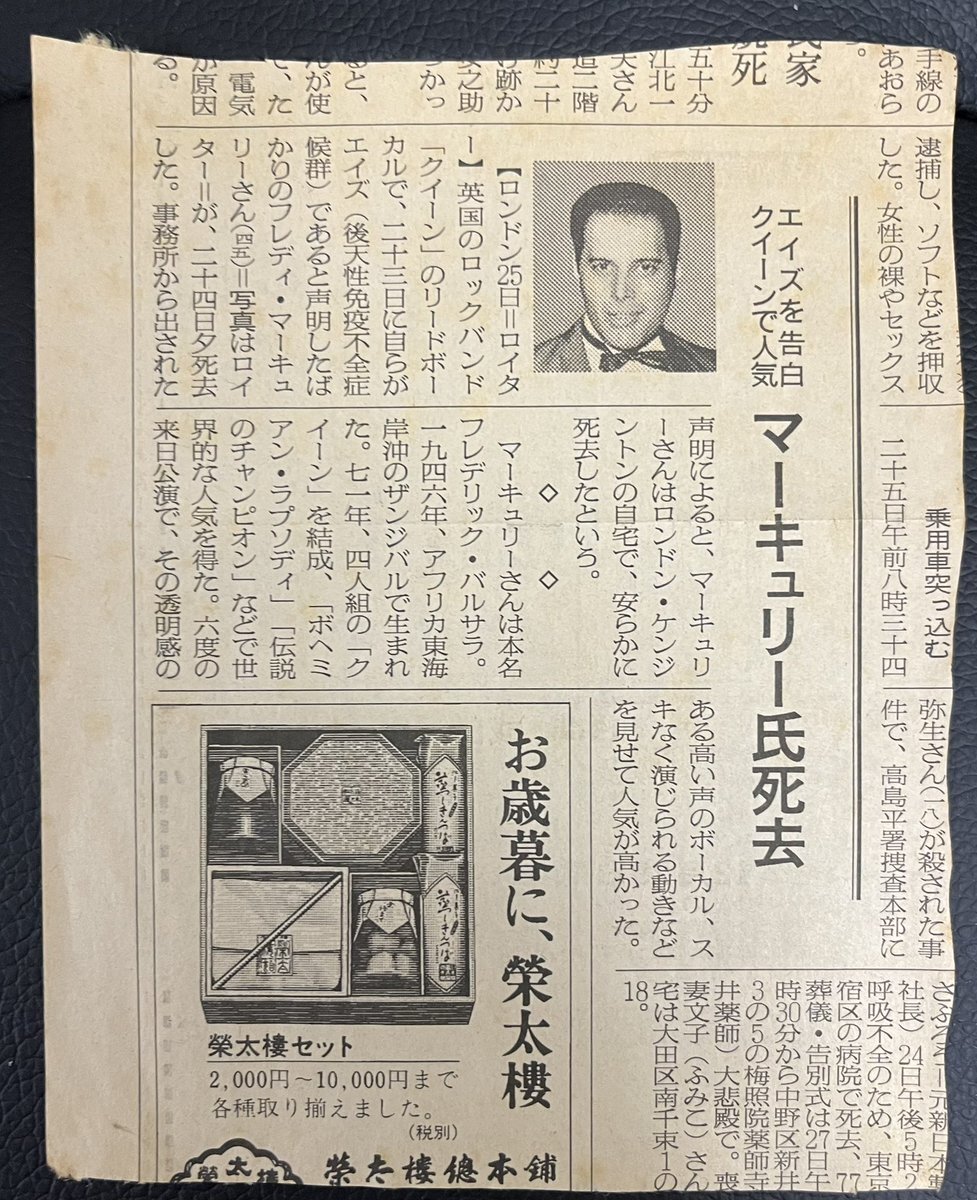 手線の
あおら
民家
焼死
五十分
江北一
夫さん
造二階
約二十
け跡か
安之助
つかっ
ると、
んが使
て、た
電気
が原因
る。
逮捕し、ソフトなどを押収
した。女性の裸やセックス
エイズを告白
クイーンで人気
マーキュリー氏死去
【ロンドン25日＝ロイタ
ー】英国のロックバンド
「クイーン」のリードボー
カルで、二十三日に自らが
エイズ（後天性免疫不全症
候群）であると声明したば
かりのフレディ・マーキュ
リーさん（四五）＝写真はロイ
ター＝が、二十四日夕死去
した。事務所から出された
声明によると、マーキュリ
ーさんはロンドン・ケンジ
ントンの自宅で、安らかに
死去したという。
◇　◇
マーキュリーさんは本名
フレデリック・バルサラ。
一九四六年、アフリカ東海
岸沖のザンジバルで生まれ
た。七一年、四人組の「ク
イーン」を結成、「ボヘミ
アン・ラプソディ」「伝説
のチャンピオン」などで世
界的な人気を得た。六度の
来日公演で、その透明感の
ある高い声のボーカル、ス
キなく演じられる動きなど
を見せて人気が高かった。
乗用車突っ込む
二十五日午前八時三十四
弥生さん（一八）が殺された事
件で、高島平署捜査本部に
社長）24日午後5時2
呼吸不全のため、東京
宿区の病院で死去、77
葬儀・告別式は27日午
時30分から中野区新井
3の5の梅照院薬師寺
井薬師）大悲殿で。喪
妻文子（ふみこ）さん
宅は大田区南千束1の
18。
お歳暮に、榮太樓
榮太樓セット
2,000円～10,000円まで
各種取り揃えました。
（税別）
榮太樓
榮太樓總本鋪